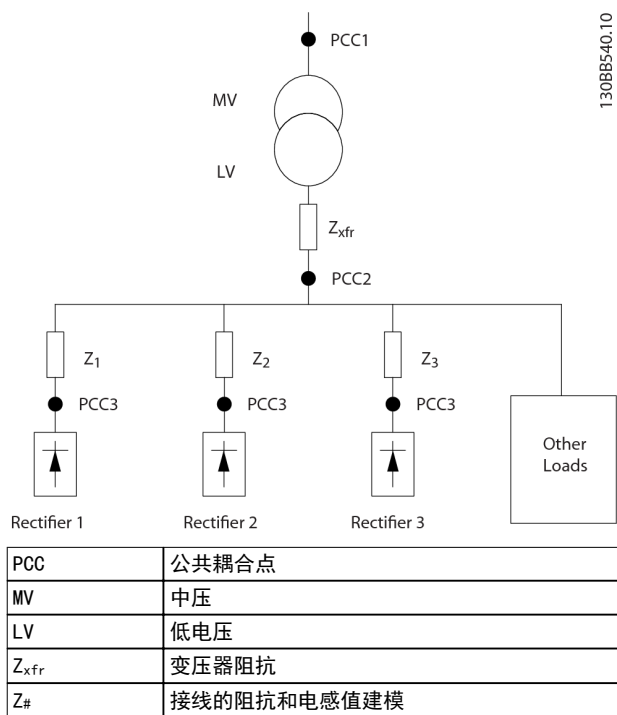 PCC1
130BB540.10
MV
LV
Zxfr
PCC2
Z1
Z2
Z3
PCC3
PCC3
PCC3
Other
Loads
Rectifier 1
Rectifier 2
Rectifier 3
PCC 公共耦合点
MV 中压
LV 低电压
Zxfr 变压器阻抗
Z# 接线的阻抗和电感值建模